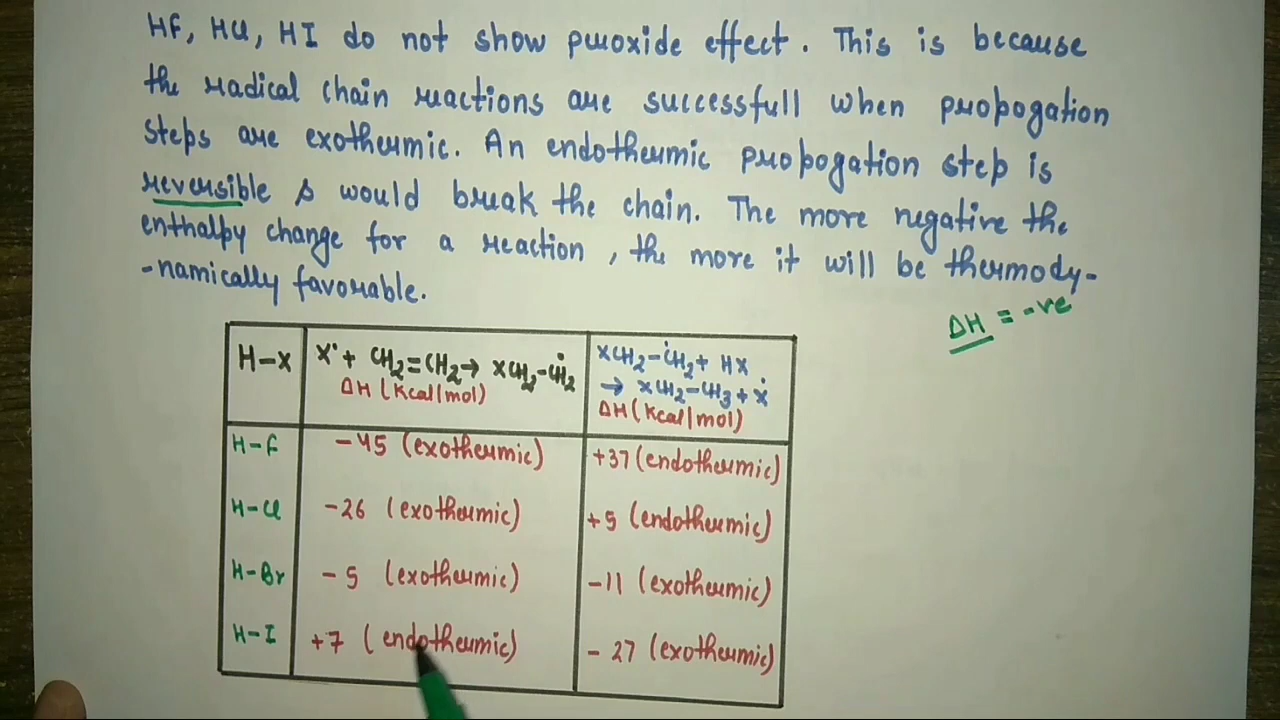 HF, HCl, HI do not show peroxide effect. This is because
the radical chain reactions are successfull when propogation
steps are exothermic. An endothermic propogation step is
reversible & would break the chain. The more negative the
enthalpy change for a reaction, the more it will be thermody-
-namically favorable.
ΔH = -ve
H-X
X˙ + CH2=CH2→ XCH2-ĊH2
ΔH (Kcal/mol)
XCH2-ĊH2 + HX
→ XCH2-CH3 + Ẋ
ΔH (Kcal/mol)
H-F -45 (exothermic) +37 (endothermic)
H-Cl -26 (exothermic) +5 (endothermic)
H-Br -5 (exothermic) -11 (exothermic)
H-I +7 (endothermic) -27 (exothermic)